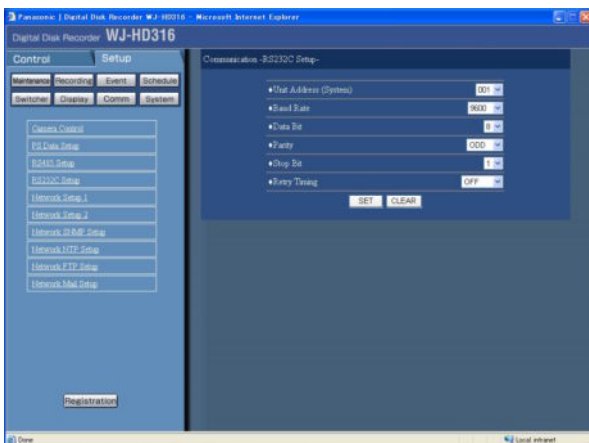 Panasonic | Digital Disk Recorder WJ-HD316 - Microsoft Internet Explorer
Digital Disk Recorder WJ-HD316
Control Setup
Maintenance Recording Event Schedule
Switcher Display Comm System
Camera Control
PS Data Setup
RS485 Setup
RS232C Setup
Network Setup 1
Network Setup 2
Network SNMP Setup
Network NTP Setup
Network FTP Setup
Network Mail Setup
Registration
Communication -RS232C Setup-
♦Unit Address (System) 001
♦Baud Rate 9600
♦Data Bit 8
♦Parity ODD
♦Stop Bit 1
♦Retry Timing OFF
SET CLEAR
Done Local intranet